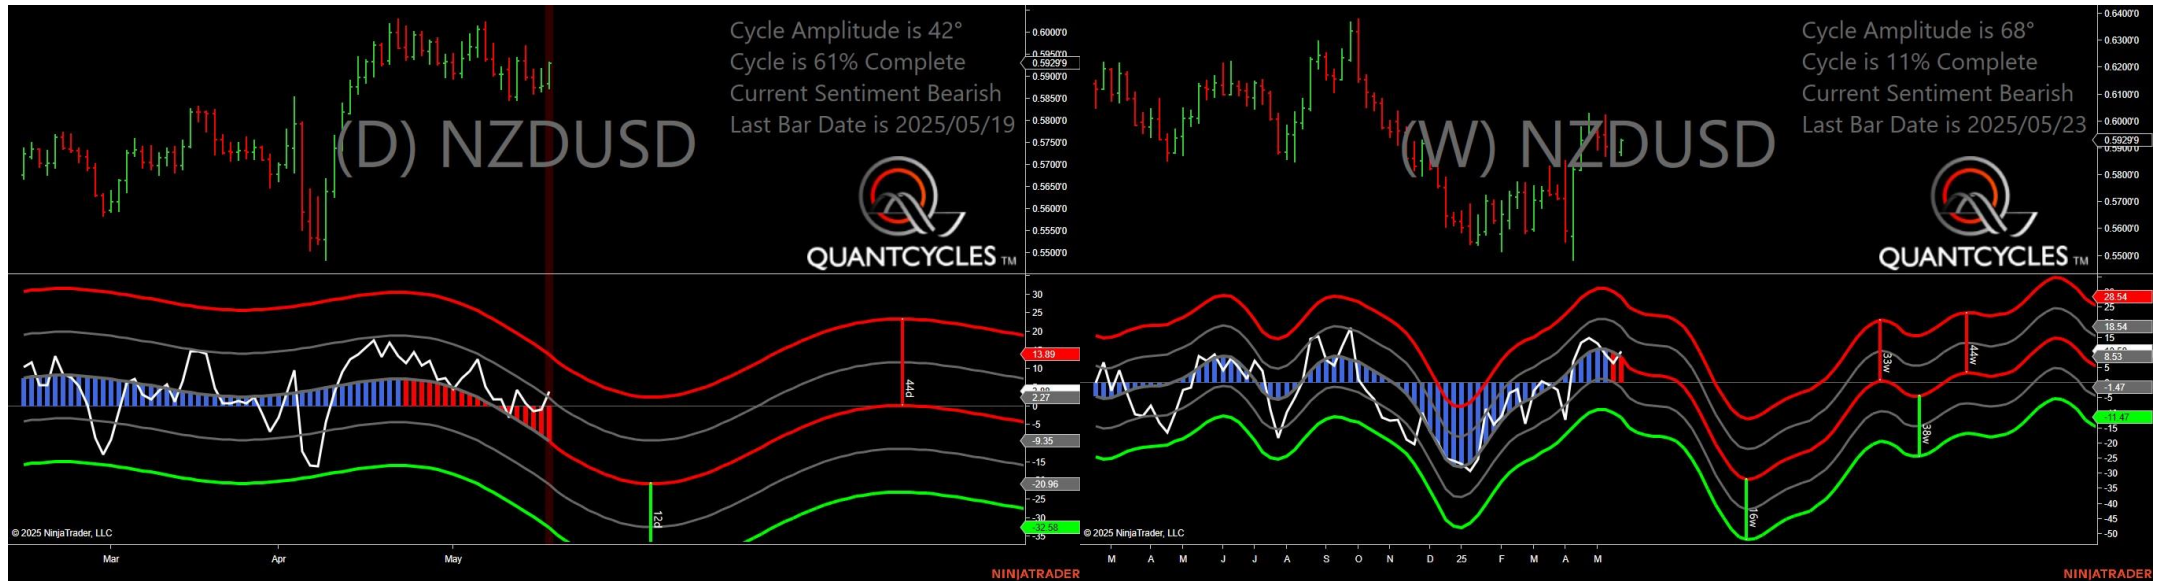 Cycle Amplitude is 42°
Cycle is 61% Complete
Current Sentiment Bearish
Last Bar Date is 2025/05/19
(D) NZDUSD
QUANTCYCLES TM
0.6000'0
0.5950'0
0.5929'9
0.5900'0
0.5850'0
0.5800'0
0.5750'0
0.5700'0
0.5650'0
0.5600'0
0.5550'0
0.5500'0
30
25
20
13.89
10
2.27
0
-5
-9.35
-15
-20.96
-25
-30
-32.58
-35
44d
12d
© 2025 NinjaTrader, LLC
Mar Apr May
NINJATRADER
Cycle Amplitude is 68°
Cycle is 11% Complete
Current Sentiment Bearish
Last Bar Date is 2025/05/23
(W) NZDUSD
QUANTCYCLES TM
0.6400'0
0.6300'0
0.6200'0
0.6100'0
0.6000'0
0.5929'9
0.5900'0
0.5800'0
0.5700'0
0.5600'0
0.5500'0
28.54
25
18.54
15
8.53
5
-1.47
-5
-11.47
-15
-20
-25
-30
-35
-40
-45
-50
33w
44w
38w
16w
© 2025 NinjaTrader, LLC
M A M J J A S O N D 25 F M A M
NINJATRADER